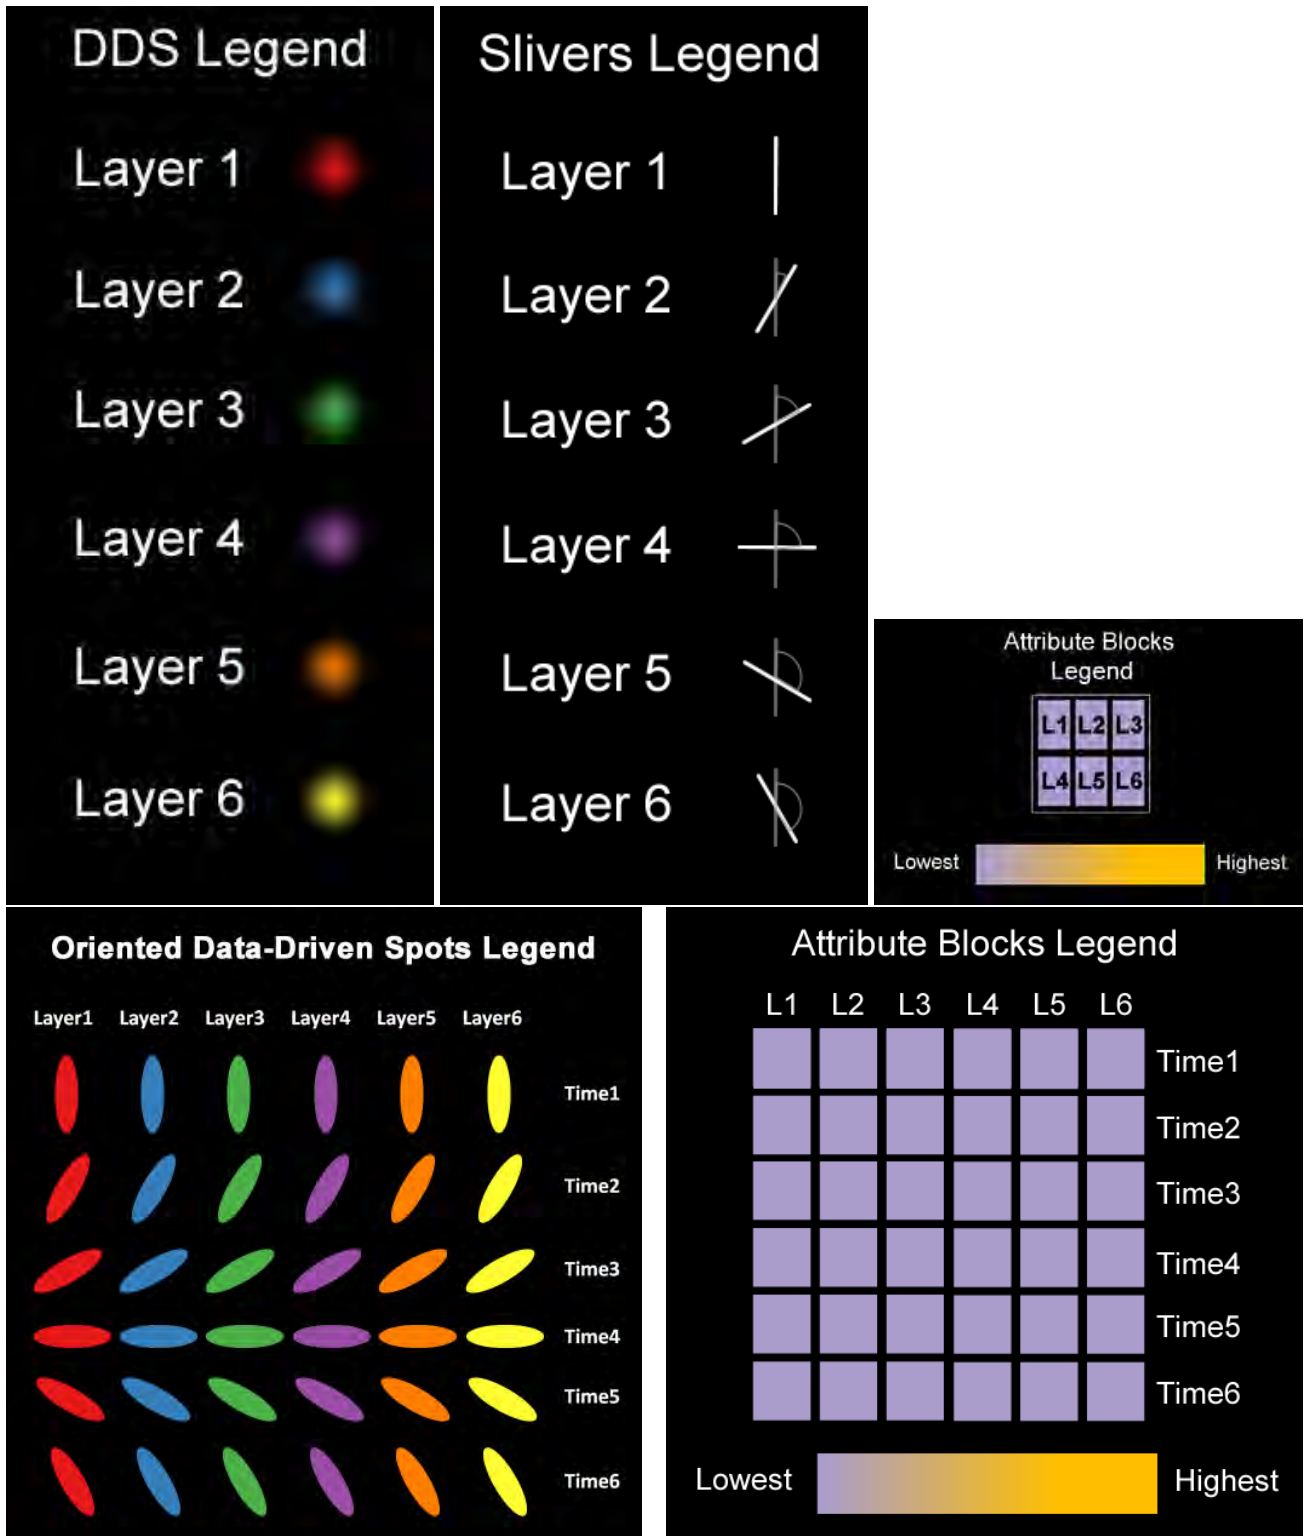 DDS Legend
Layer 1
Layer 2
Layer 3
Layer 4
Layer 5
Layer 6
Slivers Legend
Layer 1
Layer 2
Layer 3
Layer 4
Layer 5
Layer 6
Attribute Blocks
Legend
L1 L2 L3
L4 L5 L6
Lowest Highest
Oriented Data-Driven Spots Legend
Layer1 Layer2 Layer3 Layer4 Layer5 Layer6
Time1
Time2
Time3
Time4
Time5
Time6
Attribute Blocks Legend
L1 L2 L3 L4 L5 L6
Time1
Time2
Time3
Time4
Time5
Time6
Lowest Highest